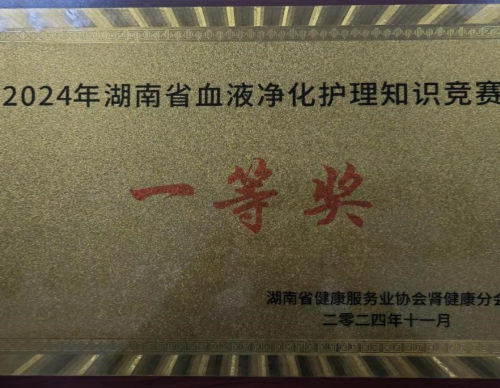 2024年湖南省血液净化护理知识竞赛
一等奖
湖南省健康服务业协会肾健康分会
二零二四年十一月